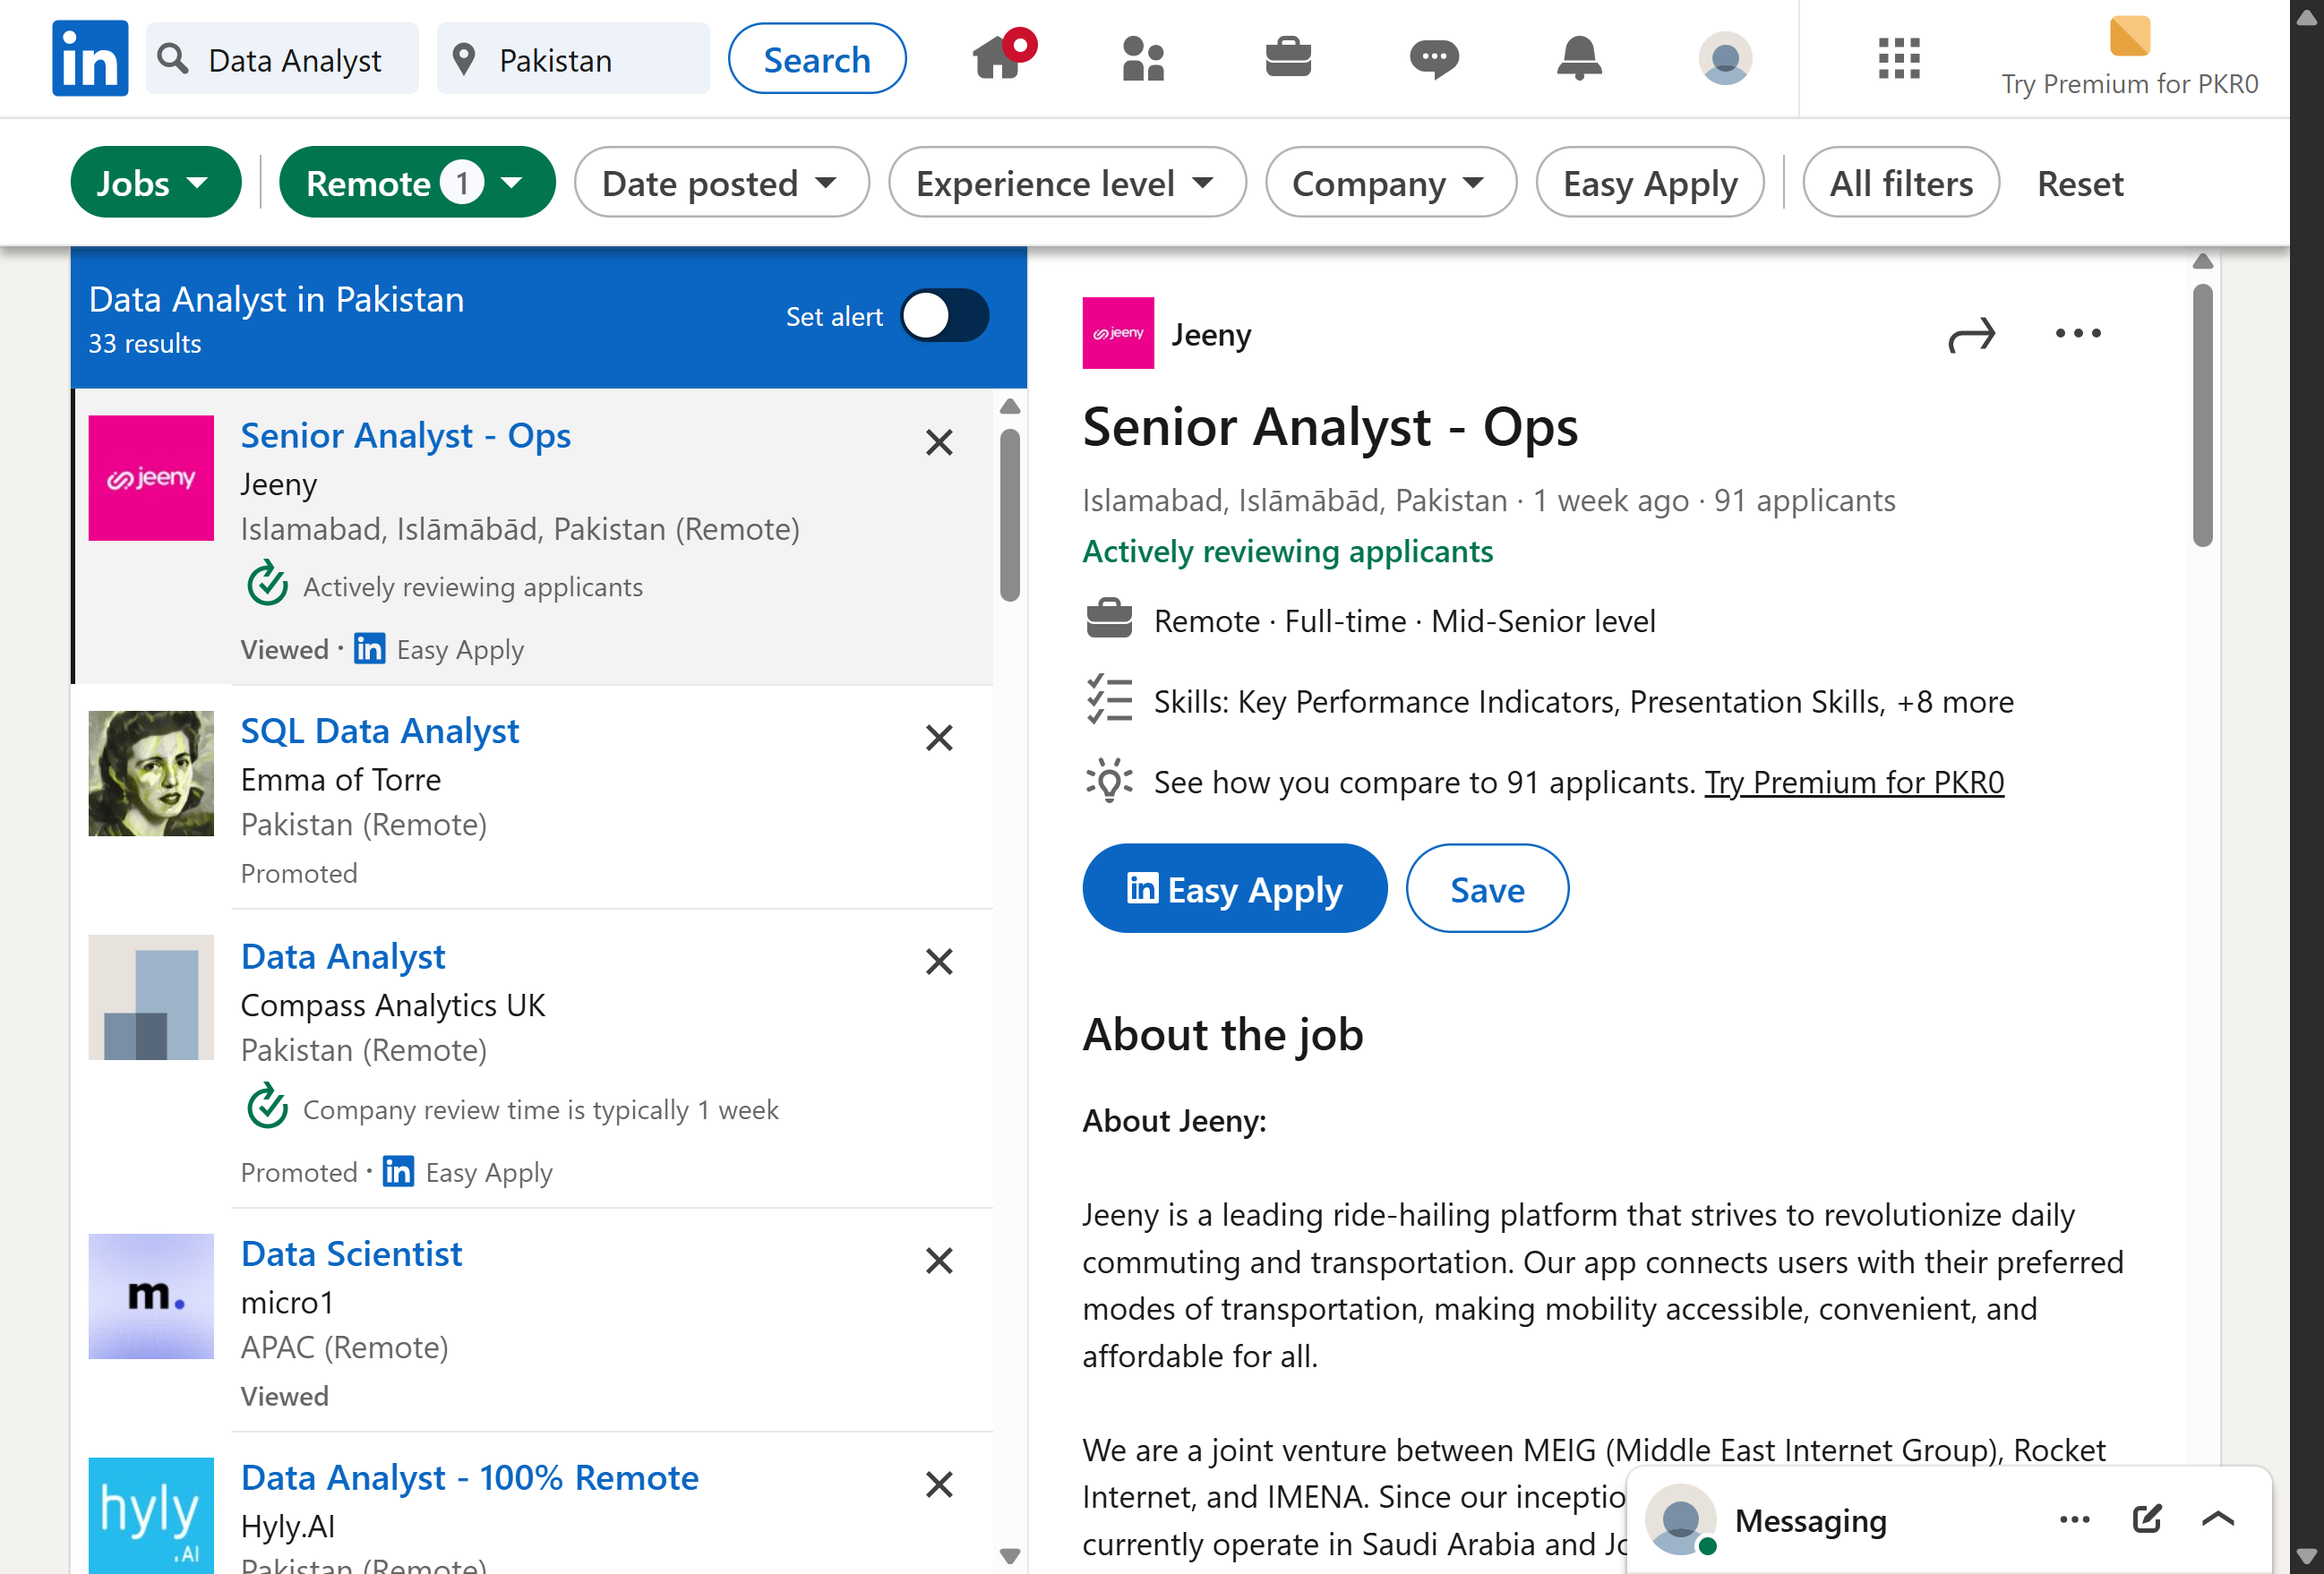 in
Data Analyst
Pakistan
Search
Try Premium for PKR0
Jobs
Remote 1
Date posted
Experience level
Company
Easy Apply
All filters
Reset
Data Analyst in Pakistan
33 results
Set alert
jeeny
Senior Analyst - Ops
Jeeny
Islamabad, Islāmābād, Pakistan (Remote)
Actively reviewing applicants
Viewed · in Easy Apply
SQL Data Analyst
Emma of Torre
Pakistan (Remote)
Promoted
Data Analyst
Compass Analytics UK
Pakistan (Remote)
Company review time is typically 1 week
Promoted · in Easy Apply
m.
Data Scientist
micro1
APAC (Remote)
Viewed
hyly
.AI
Data Analyst - 100% Remote
Hyly.AI
Pakistan (Remote)
jeeny
Jeeny
Senior Analyst - Ops
Islamabad, Islāmābād, Pakistan · 1 week ago · 91 applicants
Actively reviewing applicants
Remote · Full-time · Mid-Senior level
Skills: Key Performance Indicators, Presentation Skills, +8 more
See how you compare to 91 applicants. Try Premium for PKR0
in Easy Apply
Save
About the job
About Jeeny:
Jeeny is a leading ride-hailing platform that strives to revolutionize daily
commuting and transportation. Our app connects users with their preferred
modes of transportation, making mobility accessible, convenient, and
affordable for all.
We are a joint venture between MEIG (Middle East Internet Group), Rocket
Internet, and IMENA. Since our inceptio
currently operate in Saudi Arabia and Jo
Messaging